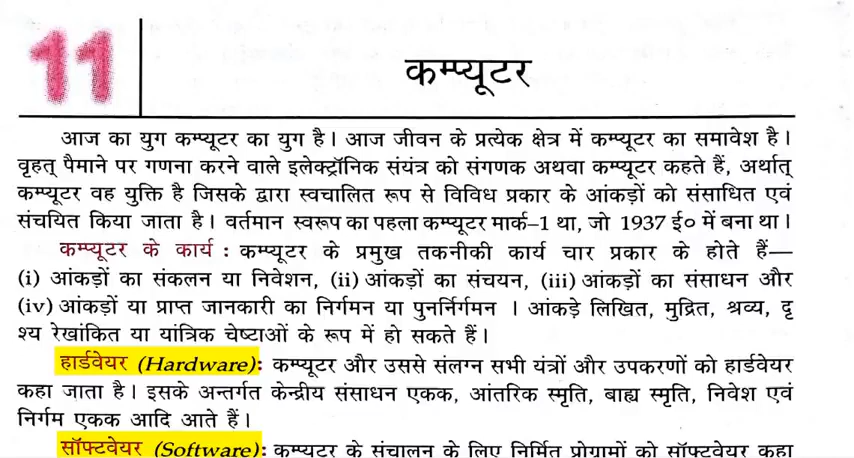 11
कम्प्यूटर
आज का युग कम्प्यूटर का युग है। आज जीवन के प्रत्येक क्षेत्र में कम्प्यूटर का समावेश है।
वृहत् पैमाने पर गणना करने वाले इलेक्ट्रॉनिक संयंत्र को संगणक अथवा कम्प्यूटर कहते हैं, अर्थात्
कम्प्यूटर वह युक्ति है जिसके द्वारा स्वचालित रूप से विविध प्रकार के आंकड़ों को संसाधित एवं
संचयित किया जाता है। वर्तमान स्वरूप का पहला कम्प्यूटर मार्क–1 था, जो 1937 ई० में बना था।
कम्प्यूटर के कार्य : कम्प्यूटर के प्रमुख तकनीकी कार्य चार प्रकार के होते हैं—
(i) आंकड़ों का संकलन या निवेशन, (ii) आंकड़ों का संचयन, (iii) आंकड़ों का संसाधन और
(iv) आंकड़ों या प्राप्त जानकारी का निर्गमन या पुनर्निर्गमन । आंकड़े लिखित, मुद्रित, श्रव्य, दृ
श्य रेखांकित या यांत्रिक चेष्टाओं के रूप में हो सकते हैं।
हार्डवेयर (Hardware): कम्प्यूटर और उससे संलग्न सभी यंत्रों और उपकरणों को हार्डवेयर
कहा जाता है। इसके अन्तर्गत केन्द्रीय संसाधन एकक, आंतरिक स्मृति, बाह्य स्मृति, निवेश एवं
निर्गम एकक आदि आते हैं।
सॉफ्टवेयर (Software): कम्प्यूटर के संचालन के लिए निर्मित प्रोग्रामों को सॉफ्टवेयर कहा